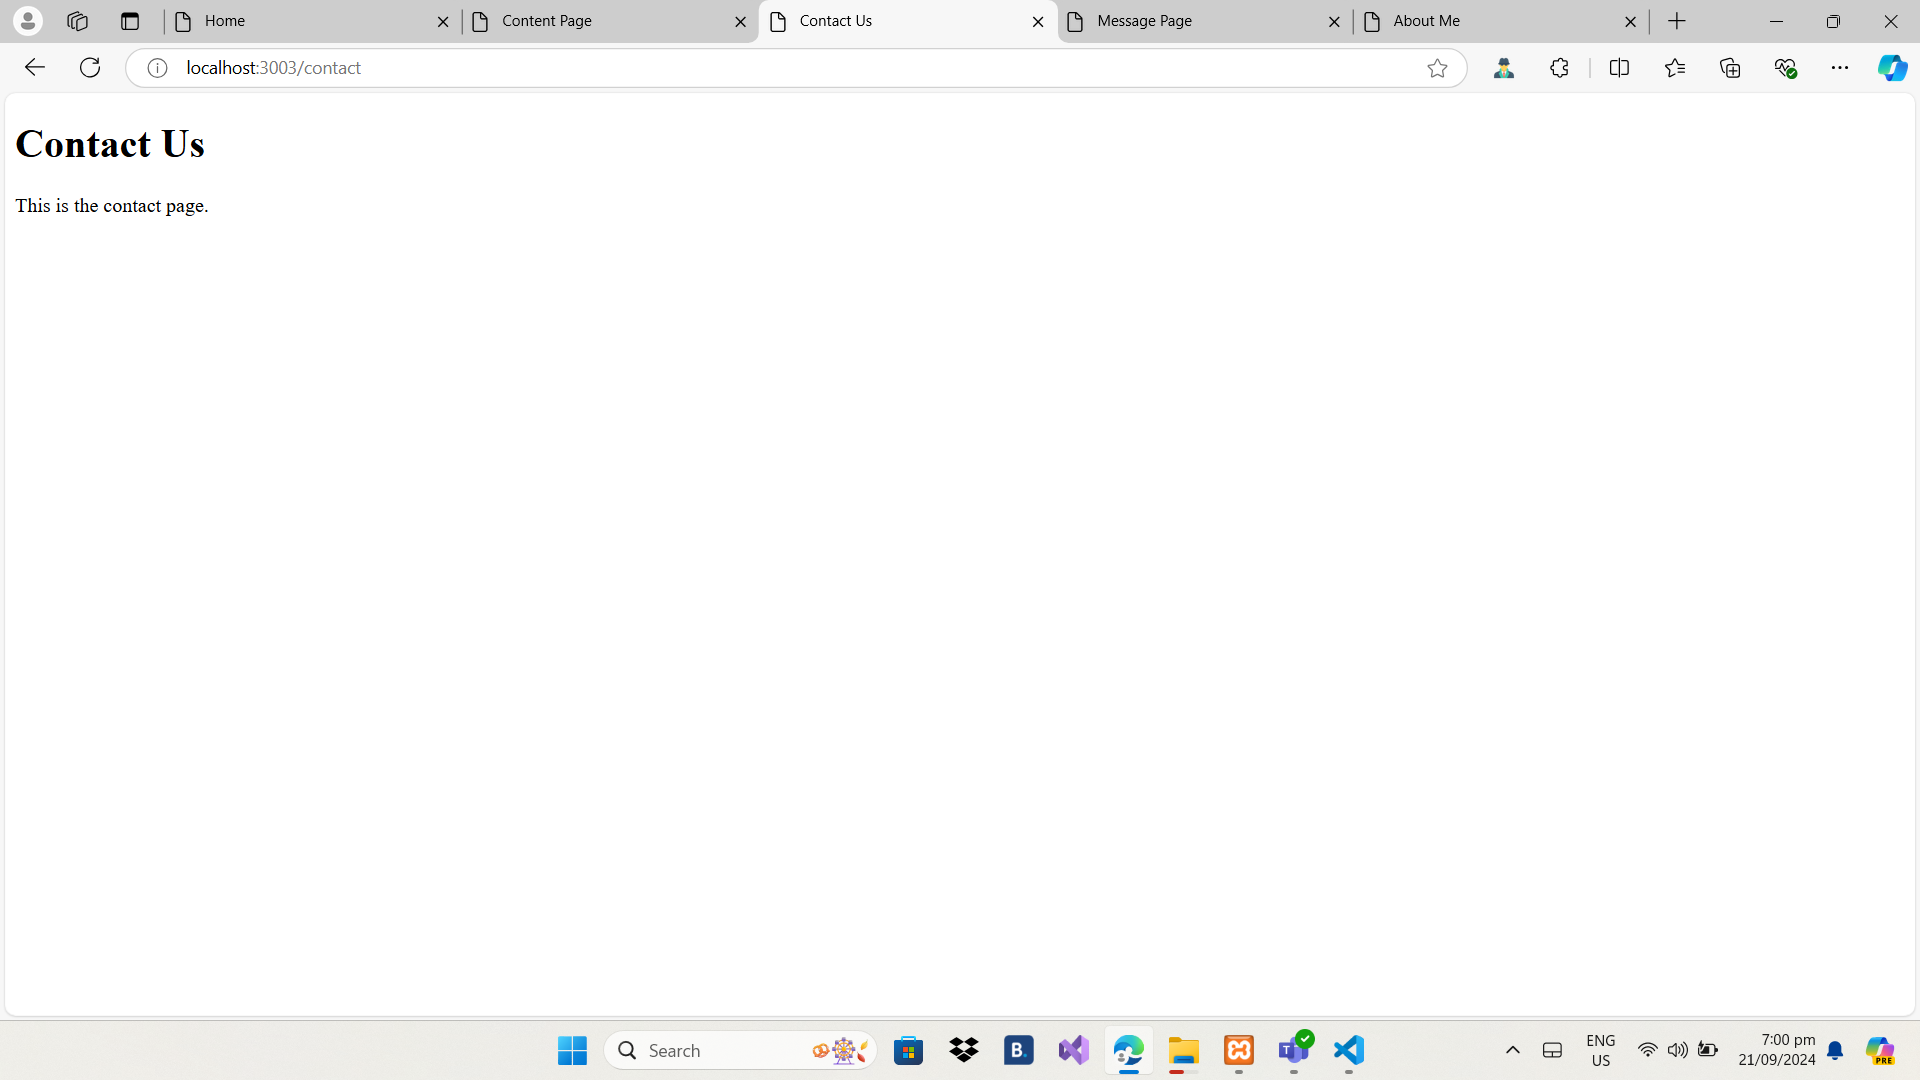 Home
Content Page
Contact Us
Message Page
About Me
localhost:3003/contact
Contact Us
This is the contact page.
Search
B.
T
ENG
US
7:00 pm
21/09/2024
PRE